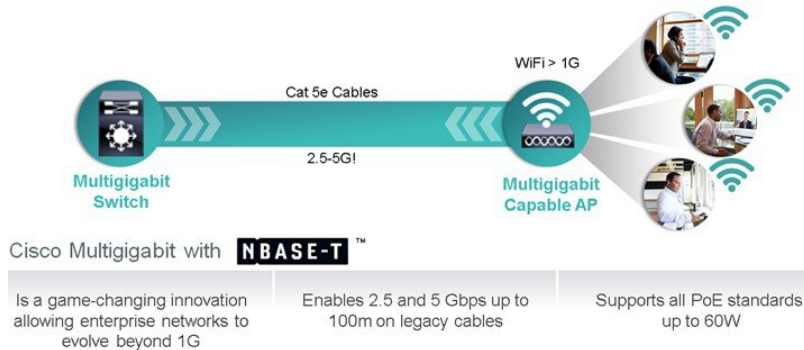 WiFi > 1G
Cat 5e Cables
2.5-5G!
Multigigabit
Switch
Multigigabit
Capable AP
Cisco Multigigabit with NBASE-T ™
Is a game-changing innovation
allowing enterprise networks to
evolve beyond 1G
Enables 2.5 and 5 Gbps up to
100m on legacy cables
Supports all PoE standards
up to 60W